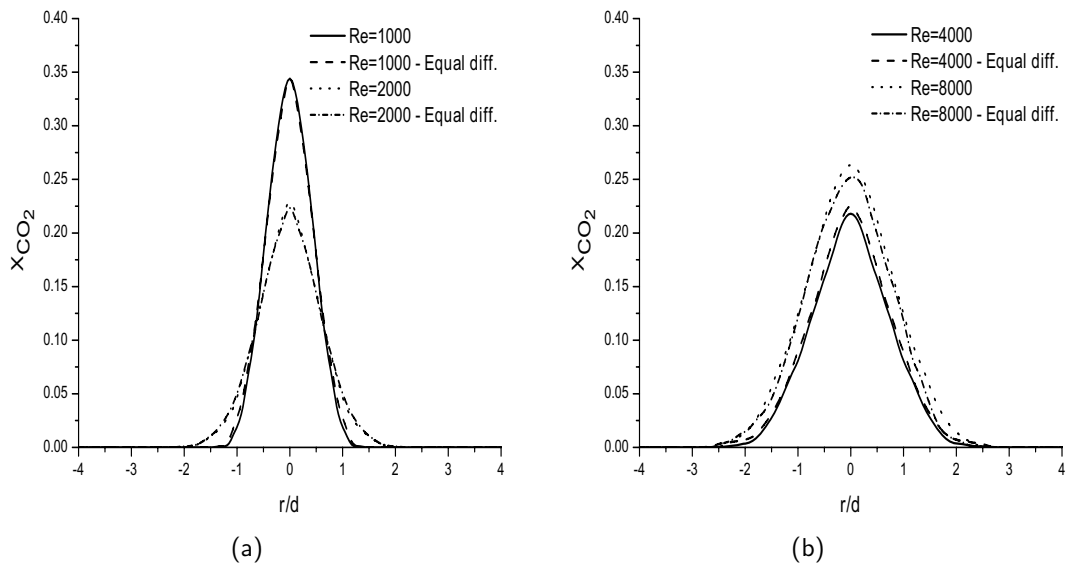 0.40
0.35
0.30
0.25
0.20
0.15
0.10
0.05
0.00
XCO2
-4 -3 -2 -1 0 1 2 3 4
r/d
Re=1000
Re=1000 - Equal diff.
Re=2000
Re=2000 - Equal diff.
(a)
0.40
0.35
0.30
0.25
0.20
0.15
0.10
0.05
0.00
XCO2
-4 -3 -2 -1 0 1 2 3 4
r/d
Re=4000
Re=4000 - Equal diff.
Re=8000
Re=8000 - Equal diff.
(b)